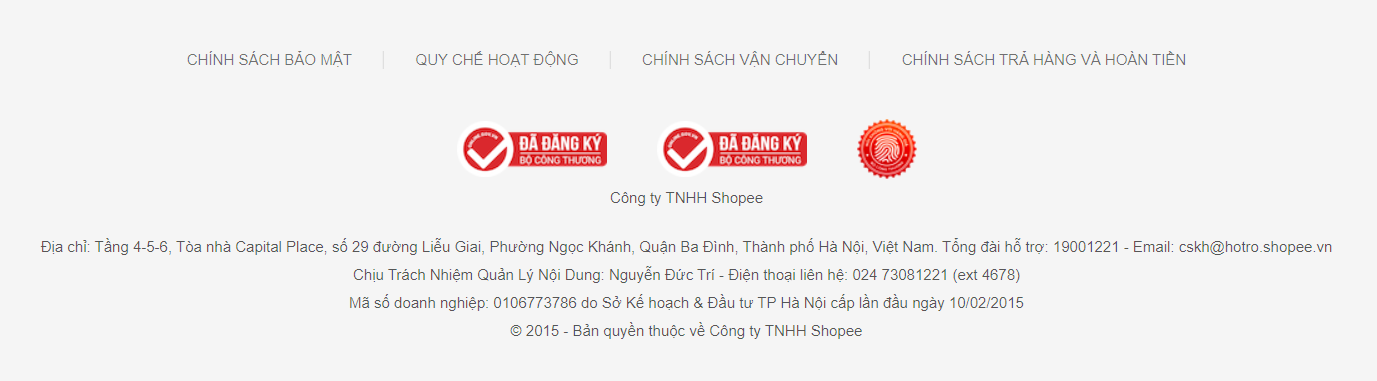 CHÍNH SÁCH BẢO MẬT
QUY CHẾ HOẠT ĐỘNG
CHÍNH SÁCH VẬN CHUYỂN
CHÍNH SÁCH TRẢ HÀNG VÀ HOÀN TIỀN
ONLINE.GOV.VN
ĐÃ ĐĂNG KÝ
BỘ CÔNG THƯƠNG
ONLINE.GOV.VN
ĐÃ ĐĂNG KÝ
BỘ CÔNG THƯƠNG
Công ty TNHH Shopee
Địa chỉ: Tầng 4-5-6, Tòa nhà Capital Place, số 29 đường Liễu Giai, Phường Ngọc Khánh, Quận Ba Đình, Thành phố Hà Nội, Việt Nam. Tổng đài hỗ trợ: 19001221 - Email: cskh@hotro.shopee.vn
Chịu Trách Nhiệm Quản Lý Nội Dung: Nguyễn Đức Trí - Điện thoại liên hệ: 024 73081221 (ext 4678)
Mã số doanh nghiệp: 0106773786 do Sở Kế hoạch & Đầu tư TP Hà Nội cấp lần đầu ngày 10/02/2015
© 2015 - Bản quyền thuộc về Công ty TNHH Shopee